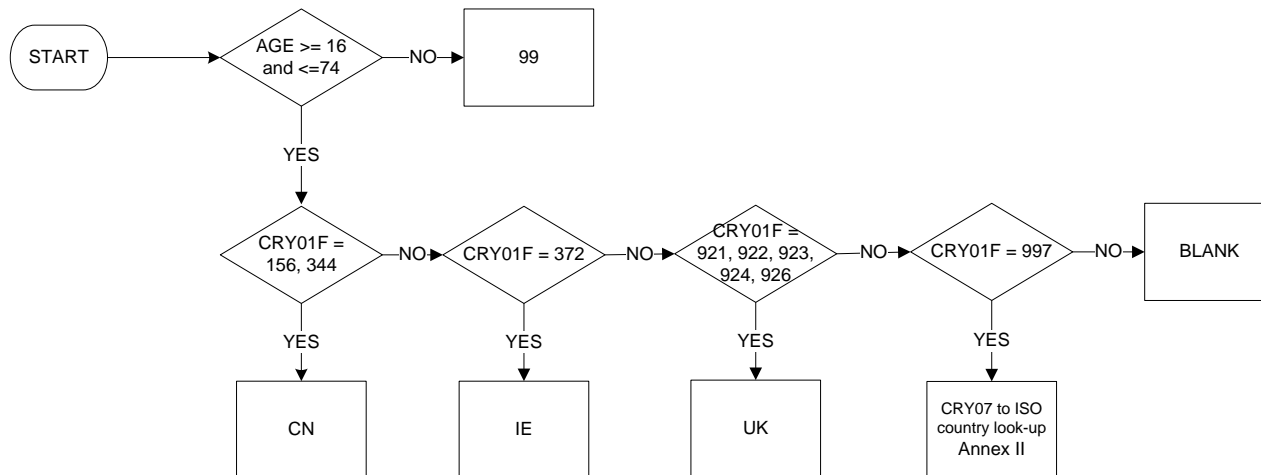 START
AGE >= 16
and <=74
NO
99
YES
CRY01F =
156, 344
NO
CRY01F = 372
NO
CRY01F =
921, 922, 923,
924, 926
NO
CRY01F = 997
NO
BLANK
YES
YES
YES
YES
CN
IE
UK
CRY07 to ISO
country look-up
Annex II